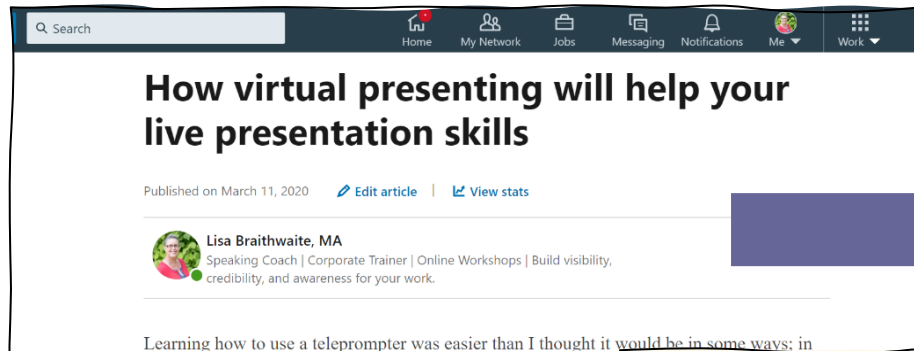 Search
Home My Network Jobs Messaging Notifications Me Work
How virtual presenting will help your
live presentation skills
Published on March 11, 2020 Edit article View stats
Lisa Braithwaite, MA
Speaking Coach | Corporate Trainer | Online Workshops | Build visibility,
credibility, and awareness for your work.
Learning how to use a teleprompter was easier than I thought it would be in some ways; in